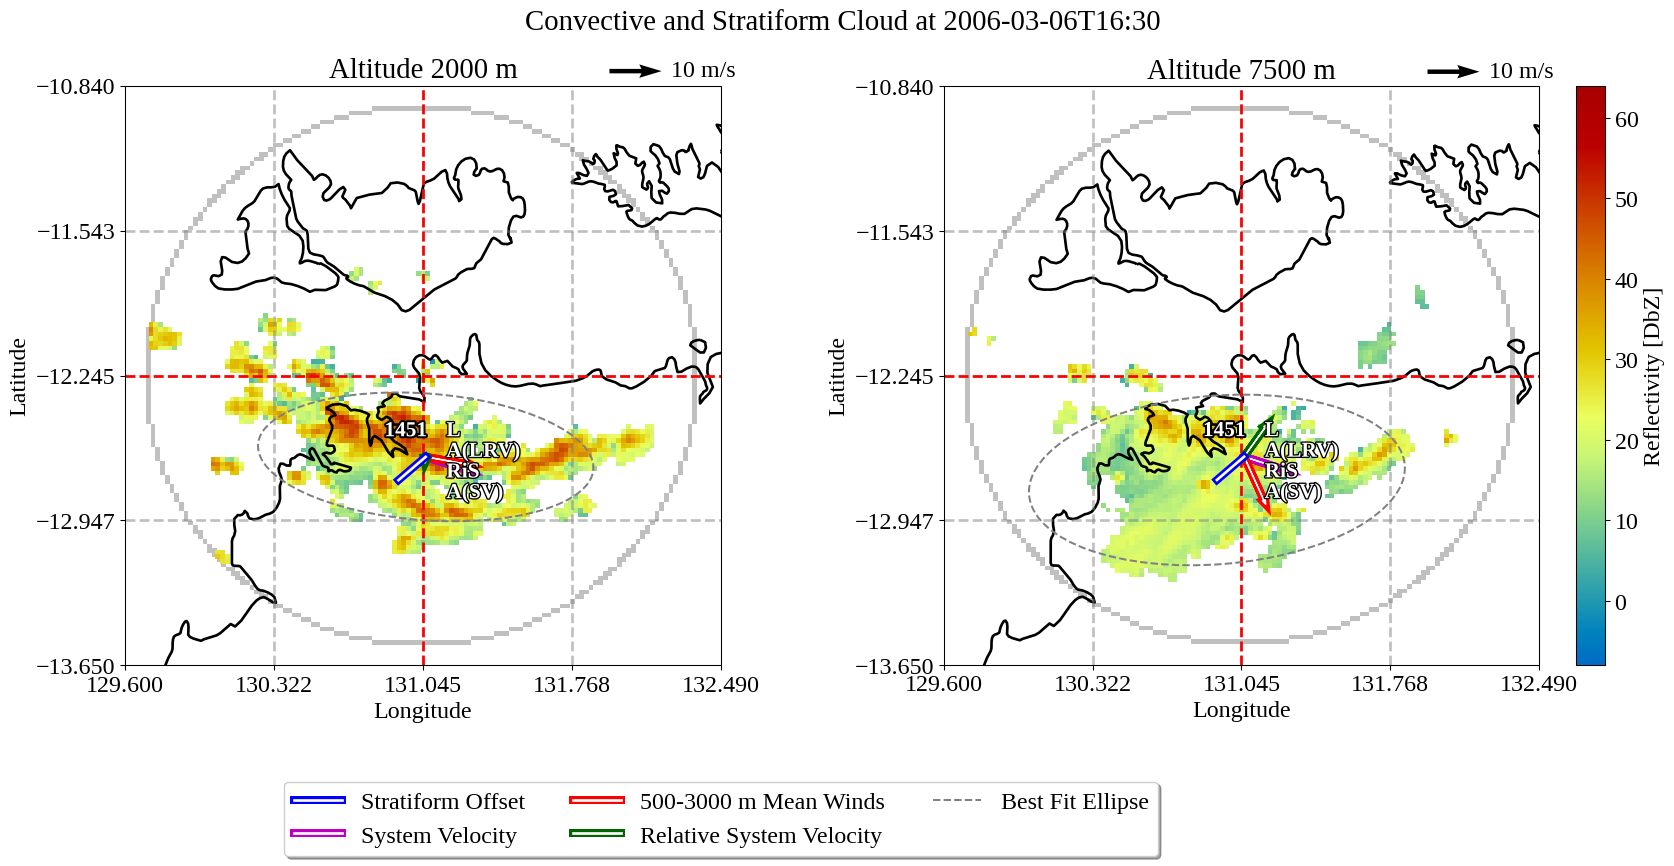 Convective and Stratiform Cloud at 2006-03-06T16:30
Altitude 2000 m
10 m/s
Latitude
−10.840
−11.543
−12.245
−12.947
−13.650
129.600
130.322
131.045
131.768
132.490
Longitude
1451
L
A(LRV)
RiS
A(SV)
Altitude 7500 m
10 m/s
Latitude
−10.840
−11.543
−12.245
−12.947
−13.650
129.600
130.322
131.045
131.768
132.490
Longitude
1451
L
A(LRV)
RiS
A(SV)
60
50
40
30
20
10
0
Reflectivity [DbZ]
Stratiform Offset
System Velocity
500-3000 m Mean Winds
Relative System Velocity
Best Fit Ellipse